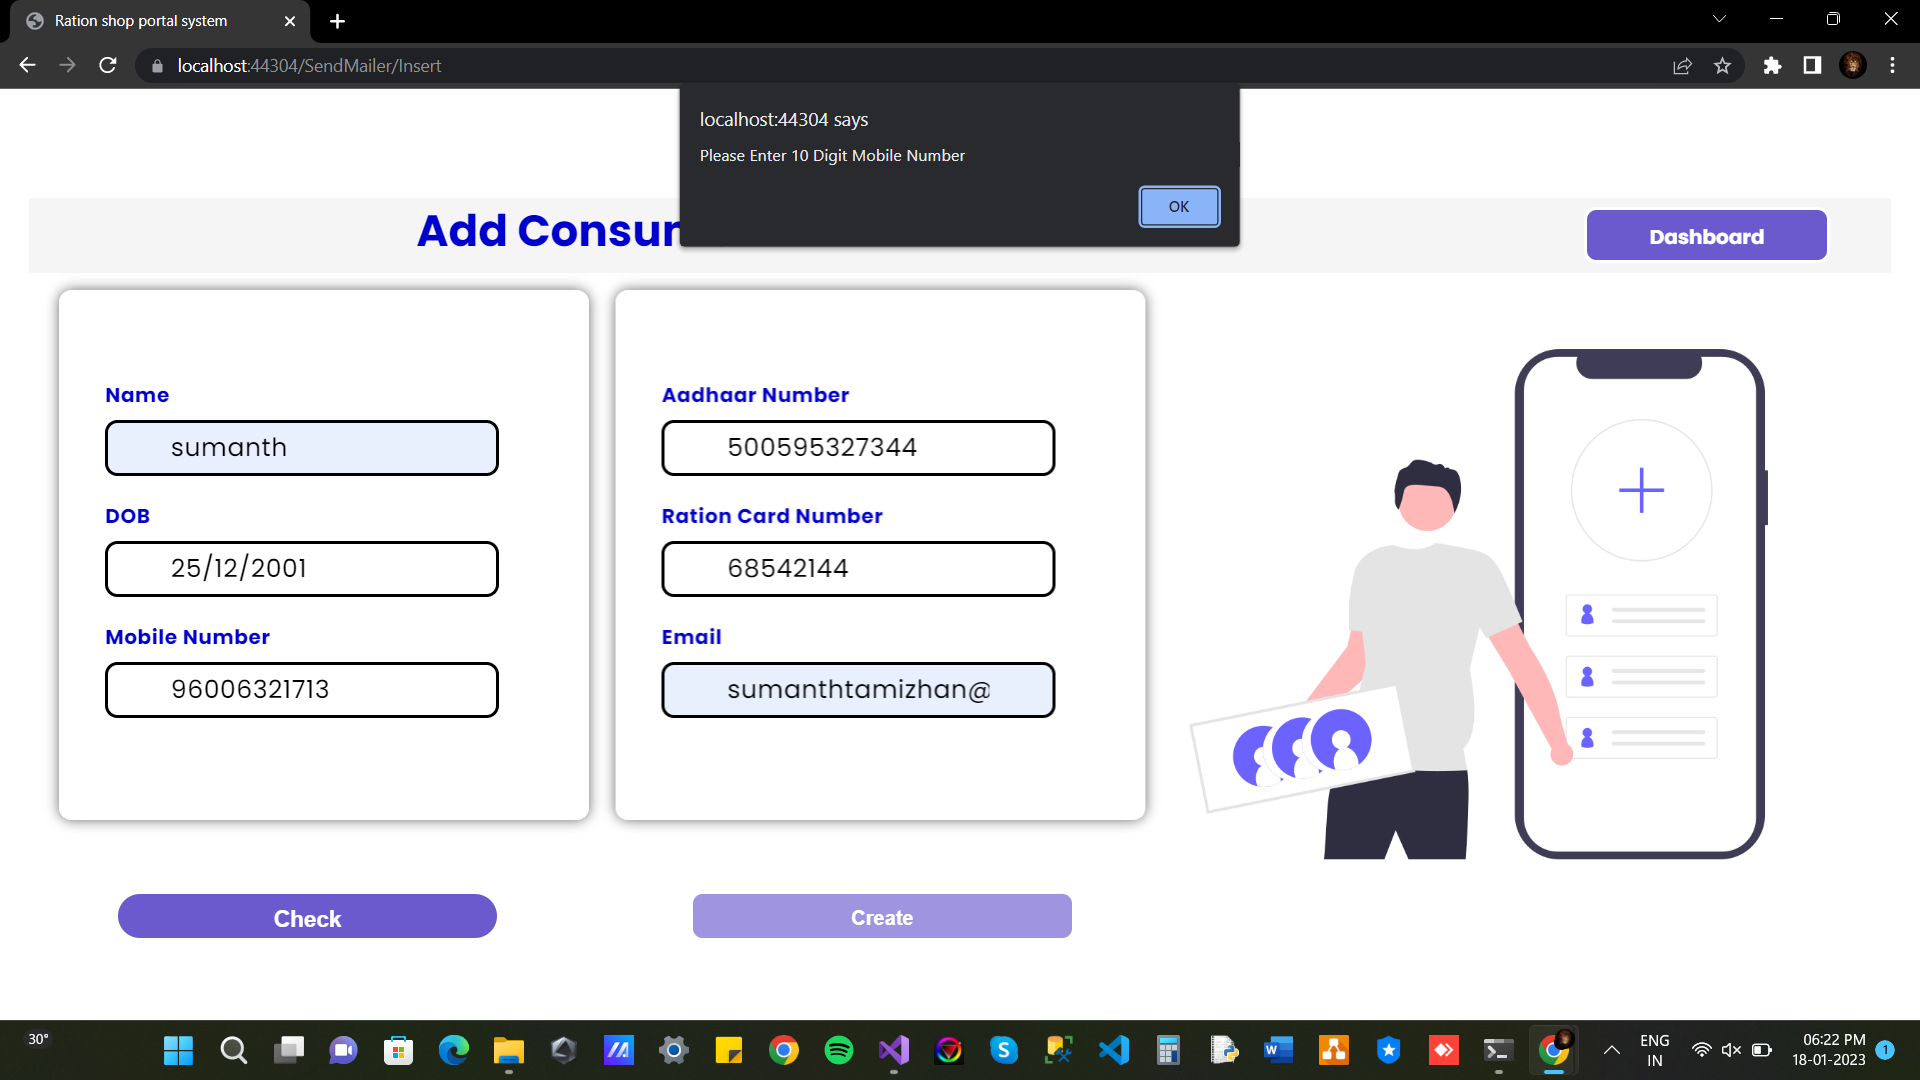 Ration shop portal system
localhost:44304/SendMailer/Insert
localhost:44304 says
Please Enter 10 Digit Mobile Number
OK
Add Consur
Dashboard
Name
sumanth
DOB
25/12/2001
Mobile Number
96006321713
Aadhaar Number
500595327344
Ration Card Number
68542144
Email
sumanthtamizhan@
Check
Create
30°
ENG
IN
06:22 PM
18-01-2023
1